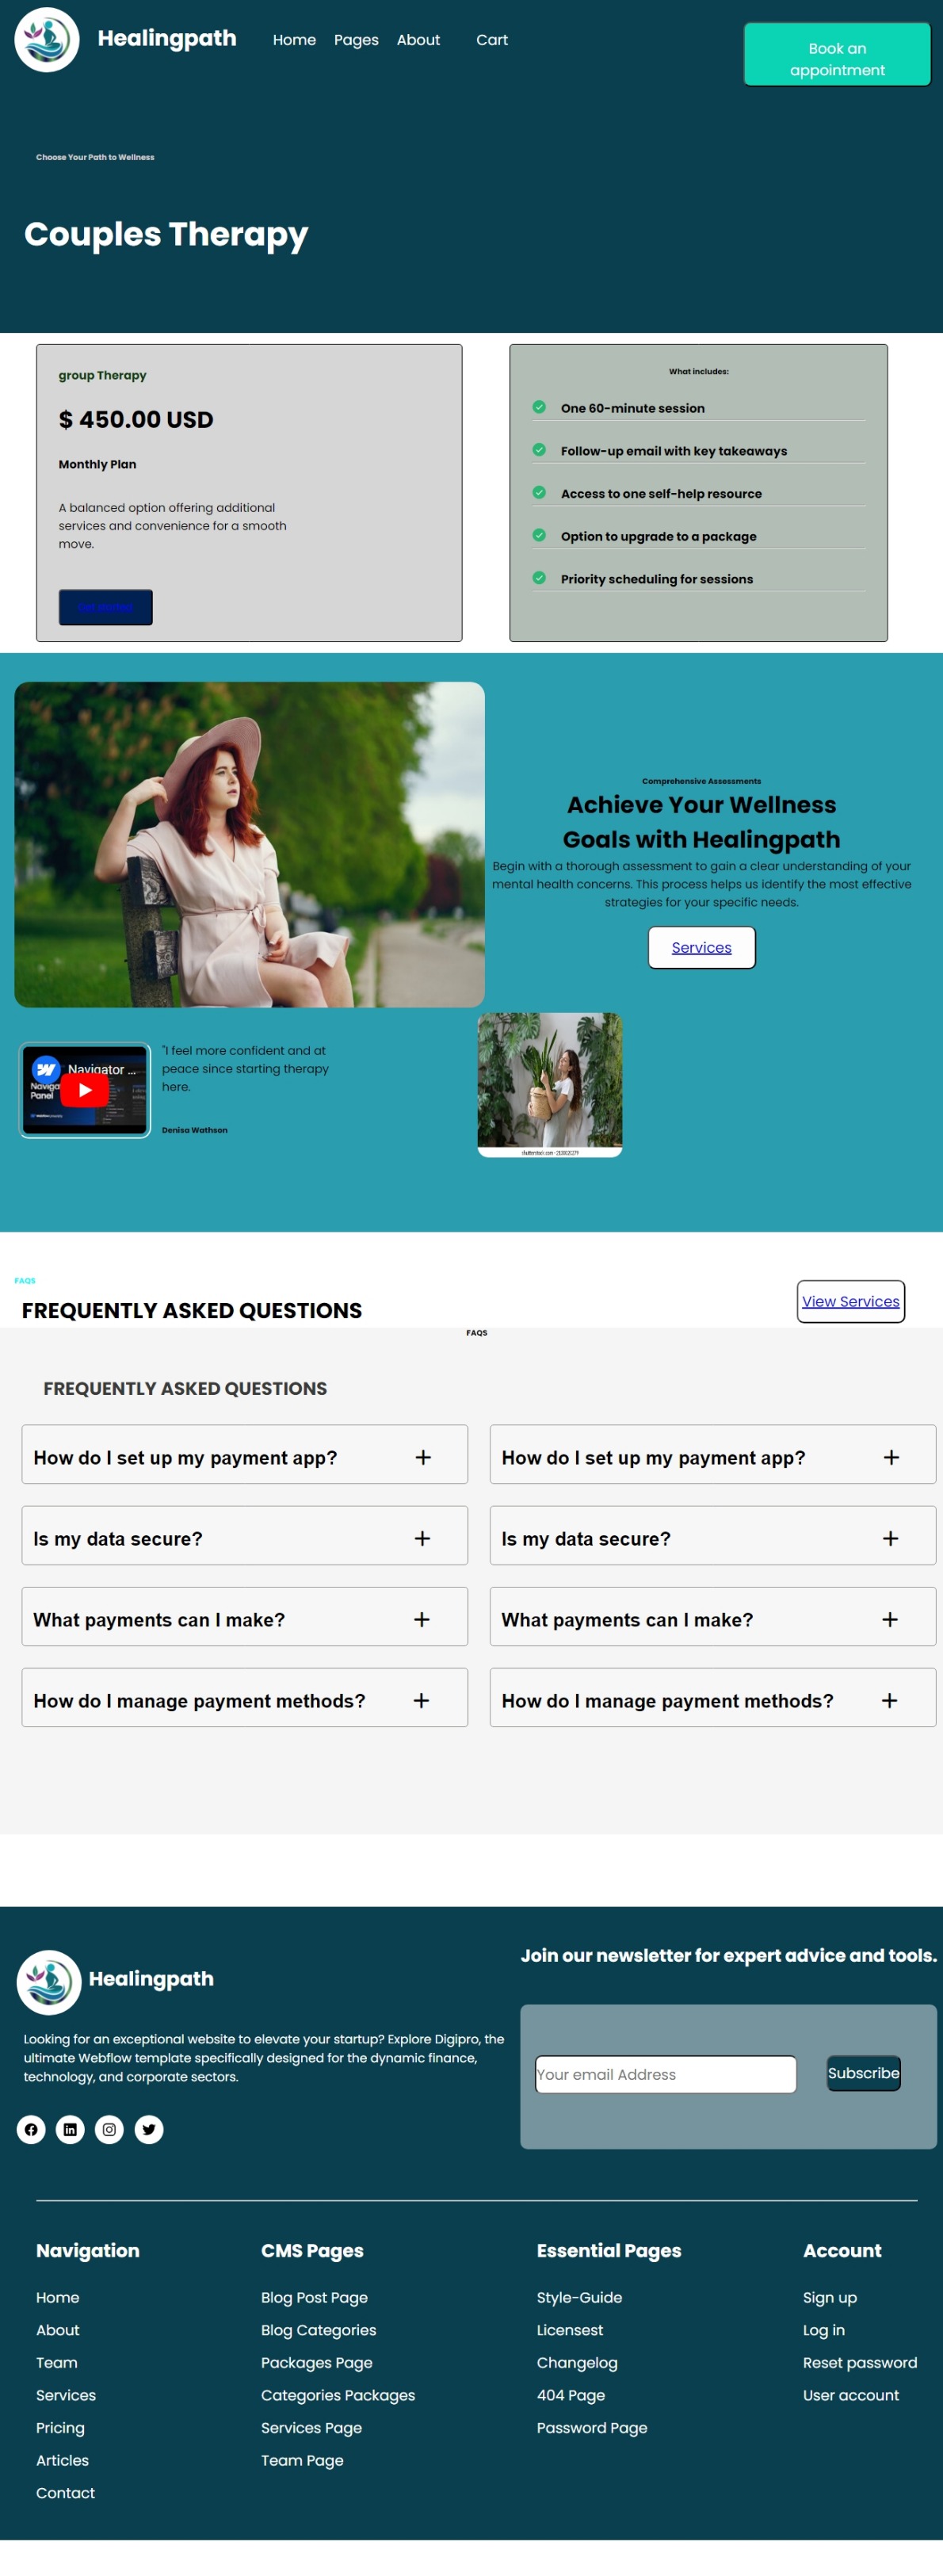 Healingpath
Home
Pages
About
Cart
Book an
appointment
Choose Your Path to Wellness
Couples Therapy
group Therapy
$ 450.00 USD
Monthly Plan
A balanced option offering additional
services and convenience for a smooth
move.
Get started
What includes:
One 60-minute session
Follow-up email with key takeaways
Access to one self-help resource
Option to upgrade to a package
Priority scheduling for sessions
Comprehensive Assessments
Achieve Your Wellness
Goals with Healingpath
Begin with a thorough assessment to gain a clear understanding of your
mental health concerns. This process helps us identify the most effective
strategies for your specific needs.
Services
Navigator ...
Naviga
Panel
"I feel more confident and at
peace since starting therapy
here.
Denisa Wathson
FAQS
FREQUENTLY ASKED QUESTIONS
View Services
FAQS
FREQUENTLY ASKED QUESTIONS
How do I set up my payment app?
How do I set up my payment app?
Is my data secure?
Is my data secure?
What payments can I make?
What payments can I make?
How do I manage payment methods?
How do I manage payment methods?
Healingpath
Looking for an exceptional website to elevate your startup? Explore Digipro, the
ultimate Webflow template specifically designed for the dynamic finance,
technology, and corporate sectors.
Join our newsletter for expert advice and tools.
Your email Address
Subscribe
Navigation
Home
About
Team
Services
Pricing
Articles
Contact
CMS Pages
Blog Post Page
Blog Categories
Packages Page
Categories Packages
Services Page
Team Page
Essential Pages
Style-Guide
Licensest
Changelog
404 Page
Password Page
Account
Sign up
Log in
Reset password
User account